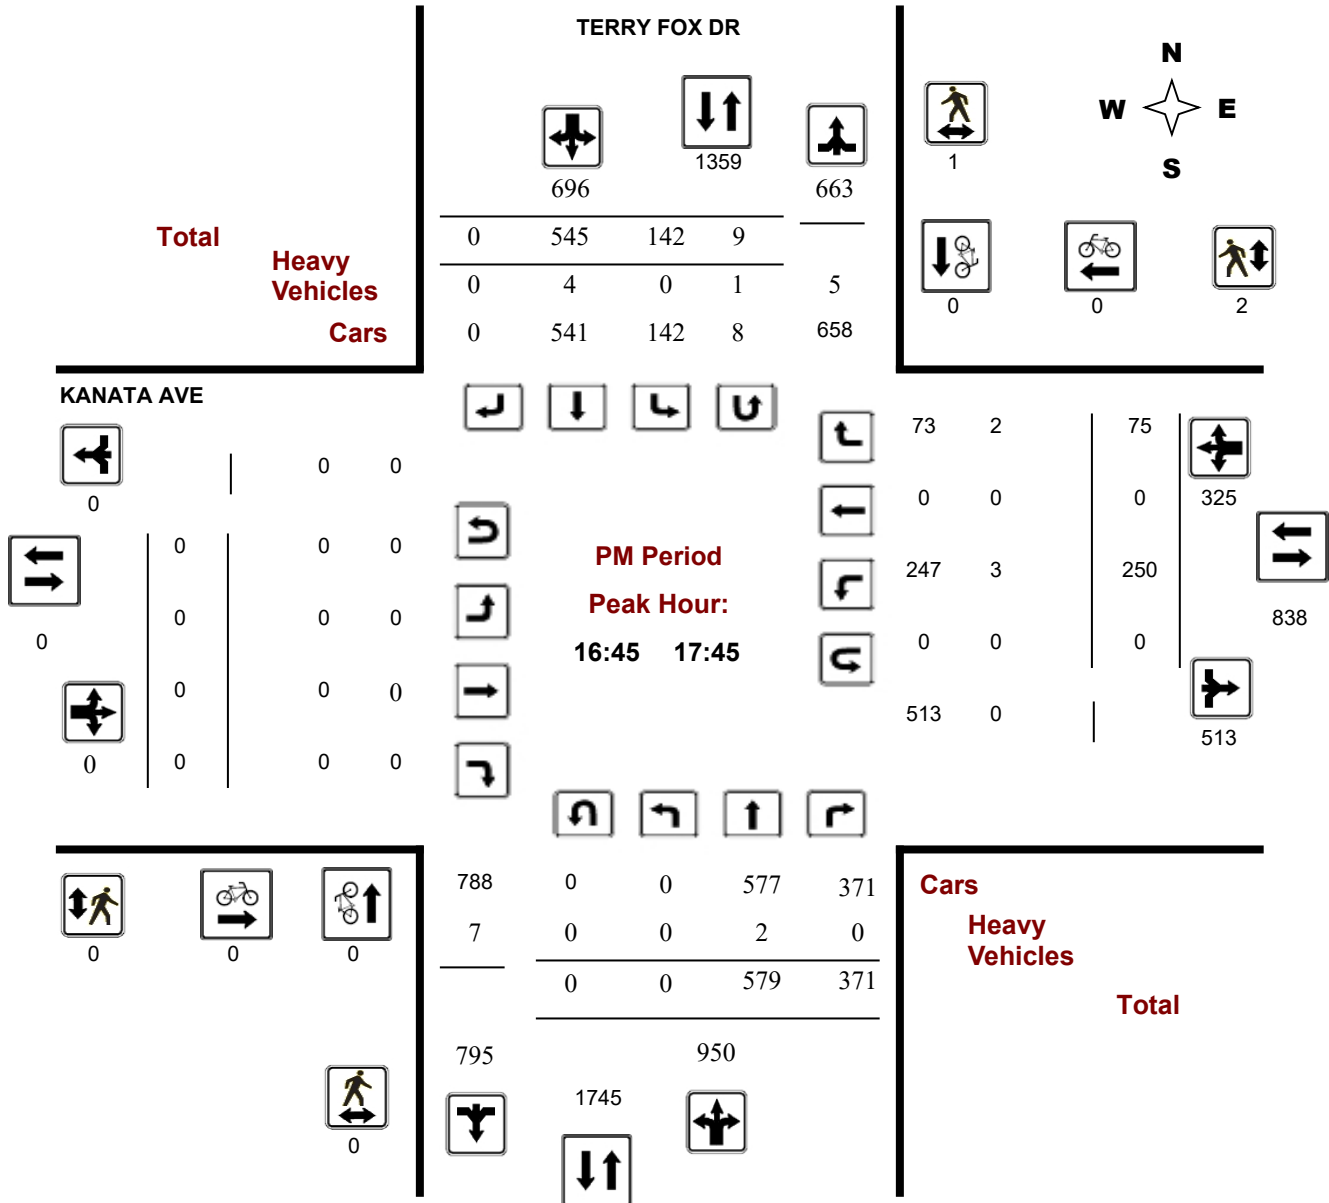 TERRY FOX DR
N
W E
S
1359
1
696 663
Total 0 545 142 9
Heavy
Vehicles 0 4 0 1 5
0 0 2
Cars 0 541 142 8 658
KANATA AVE
73 2 75
0 0
0 0 0 0 325
0 0 0
PM Period
247 3 250
Peak Hour:
0 0 0 838
0 16:45 17:45 0 0 0
0 0 0
513 0 513
0 0 0 0
788 0 0 577 371 Cars
7 0 0 2 0 Heavy
Vehicles
0 0 0
0 0 579 371
Total
795 950
1745
0